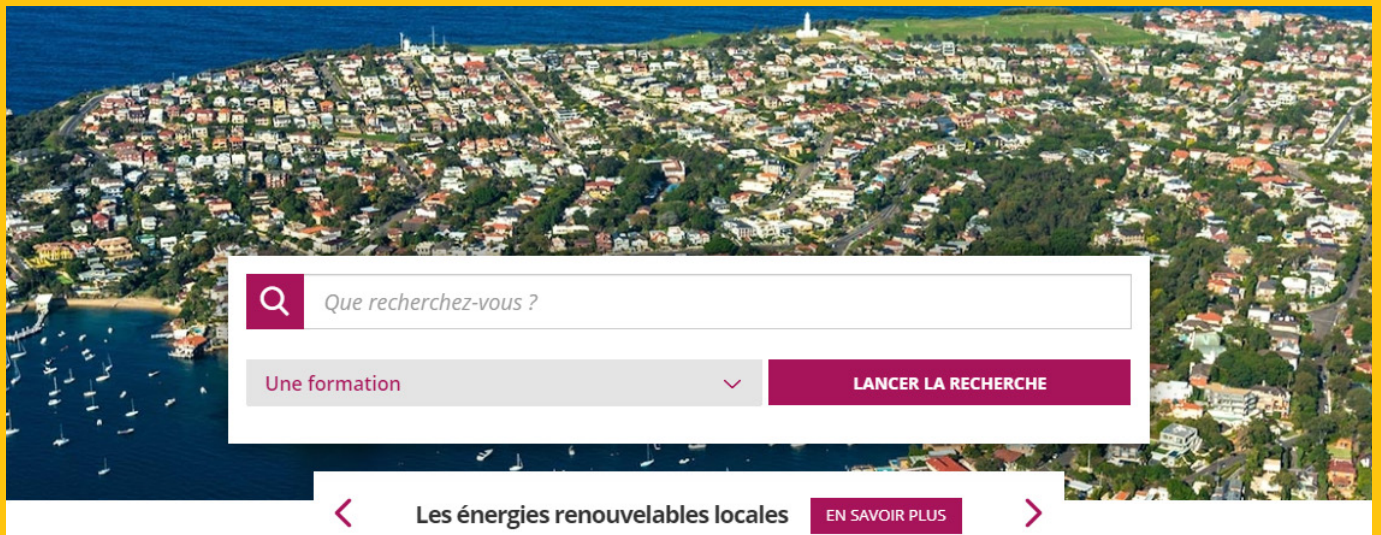 Que recherchez-vous ?
Une formation
LANCER LA RECHERCHE
Les énergies renouvelables locales
EN SAVOIR PLUS